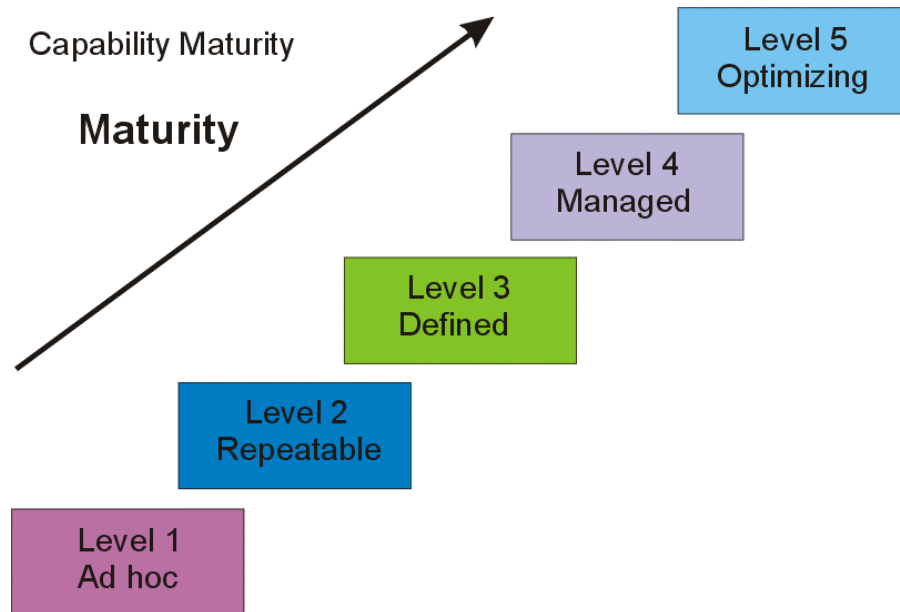 Capability Maturity
Maturity
Level 5
Optimizing
Level 4
Managed
Level 3
Defined
Level 2
Repeatable
Level 1
Ad hoc